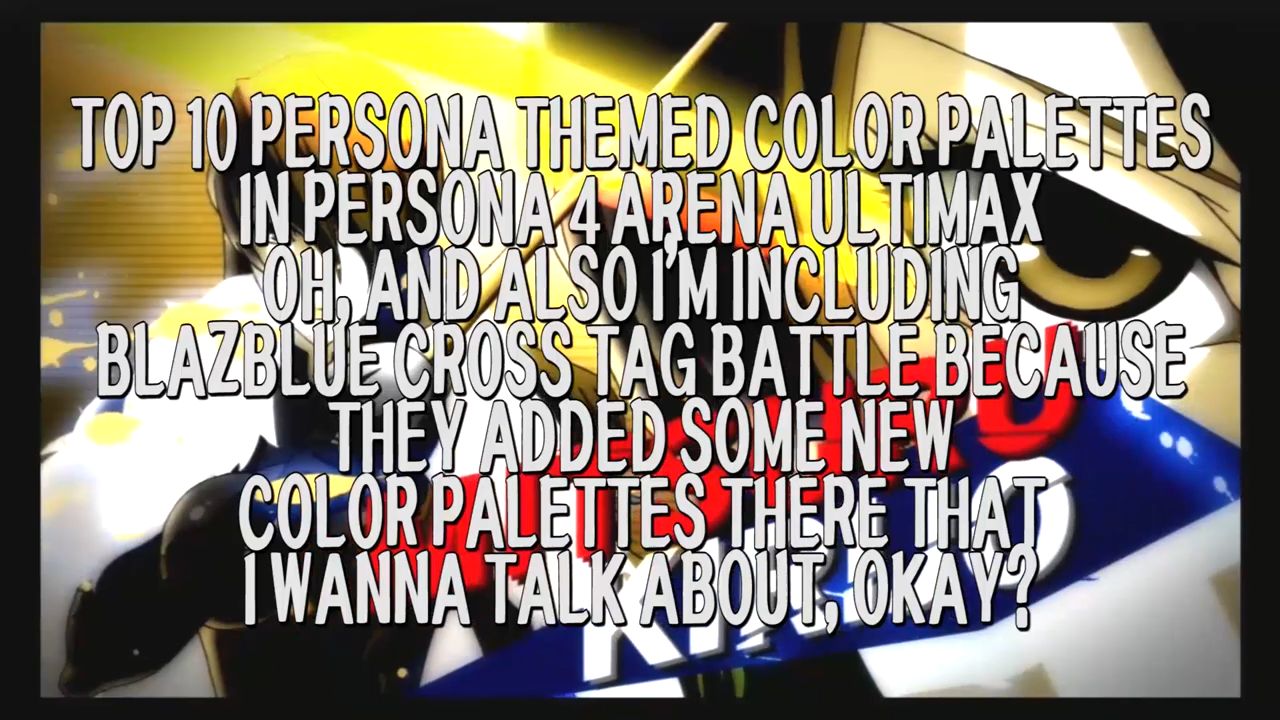 TOP 10 PERSONA THEMED COLOR PALETTES
IN PERSONA 4 ARENA ULTIMAX
OH, AND ALSO I'M INCLUDING
BLAZBLUE CROSS TAG BATTLE BECAUSE
THEY ADDED SOME NEW
COLOR PALETTES THERE THAT
I WANNA TALK ABOUT, OKAY?